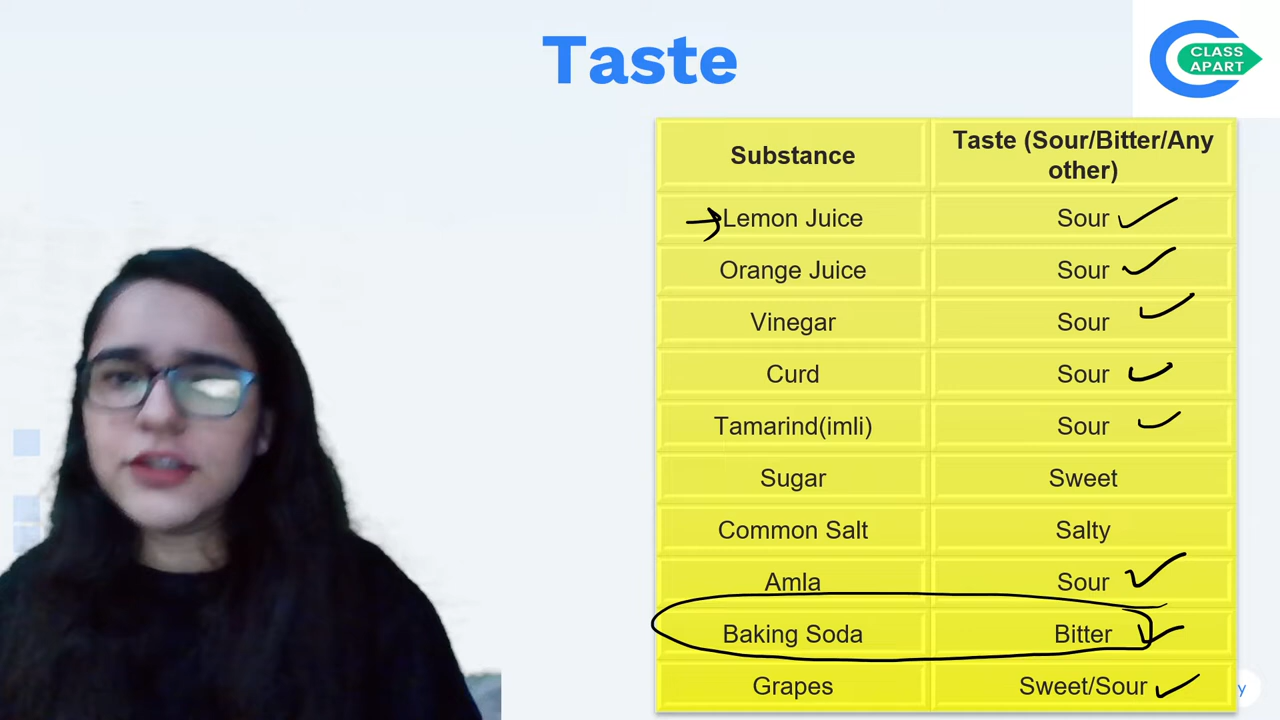 Taste
CLASS
APART
Substance
Taste (Sour/Bitter/Any
other)
Lemon Juice
Sour
Orange Juice
Sour
Vinegar
Sour
Curd
Sour
Tamarind(imli)
Sour
Sugar
Sweet
Common Salt
Salty
Amla
Sour
Baking Soda
Bitter
Grapes
Sweet/Sour